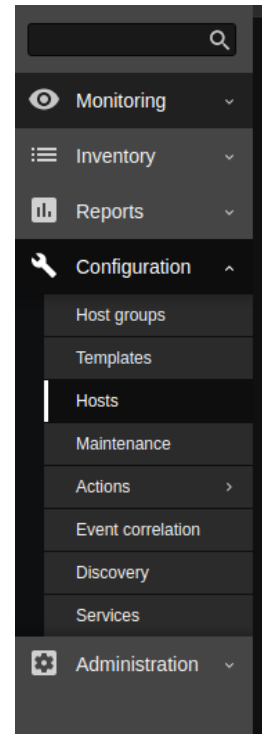 Monitoring
Inventory
Reports
Configuration
Host groups
Templates
Hosts
Maintenance
Actions
Event correlation
Discovery
Services
Administration